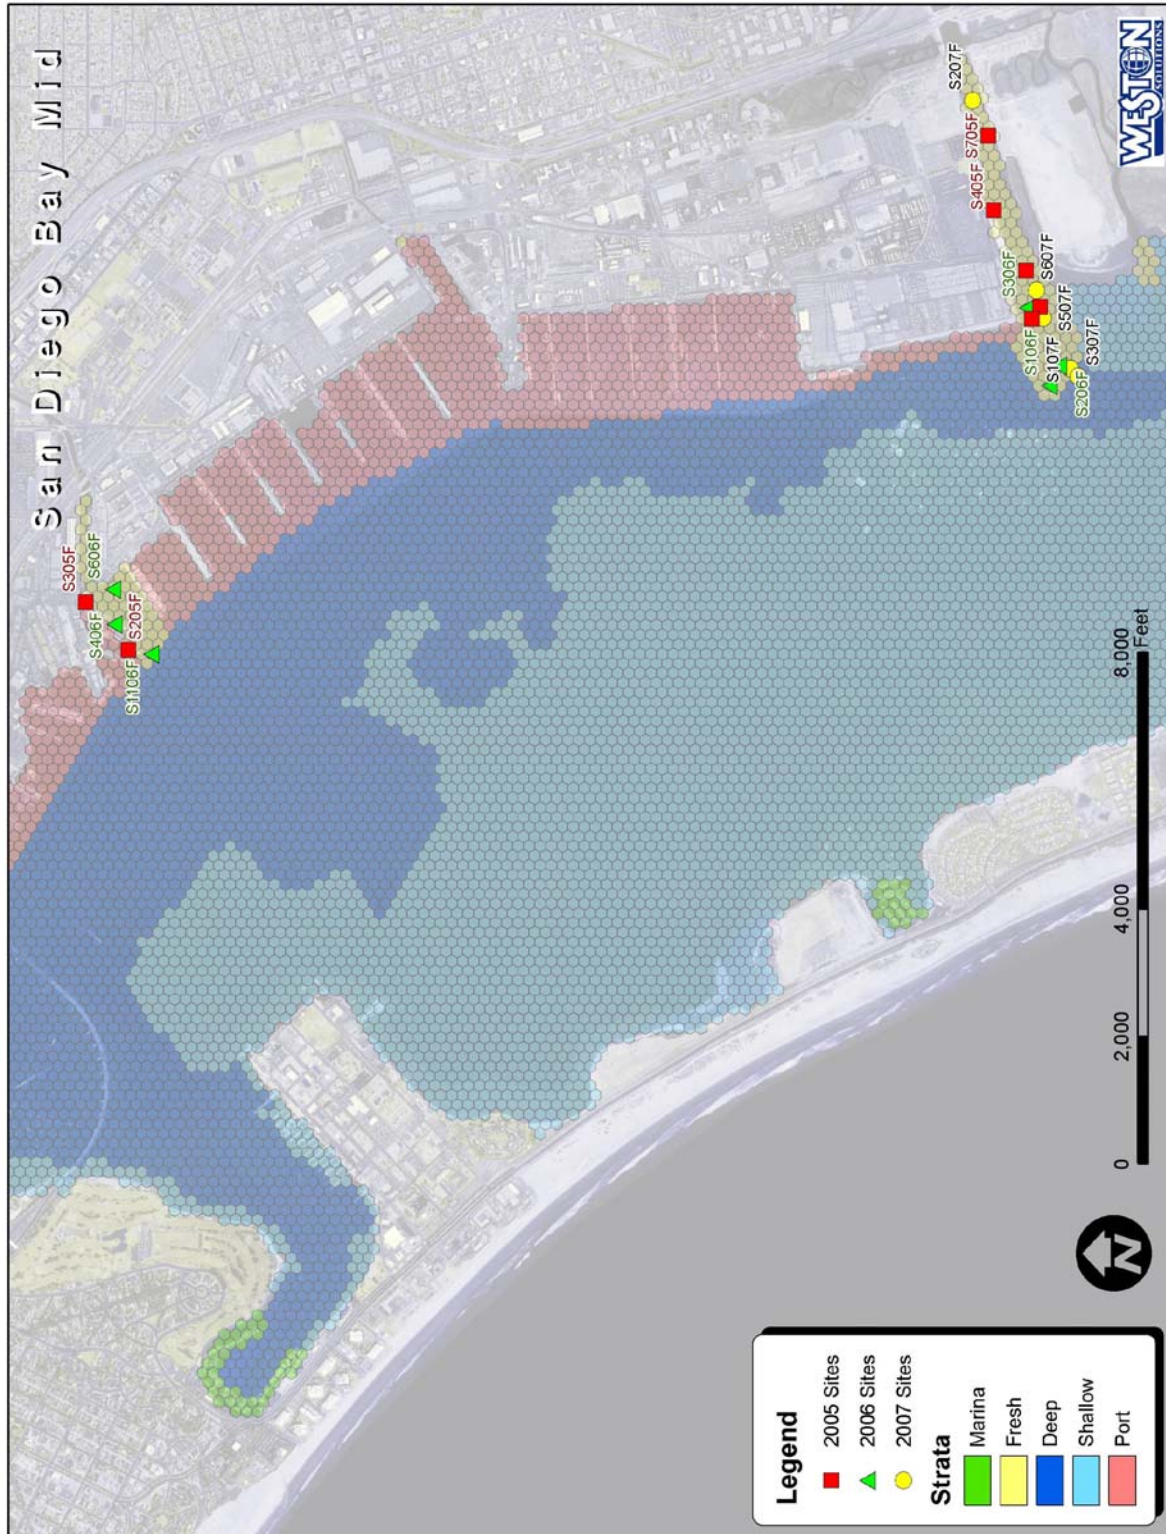 San Diego Bay Mid
S305F
S606F
S406F
S205F
S1106F
S207F
S705F
S405F
S306F
S607F
S106F
S507F
S107F
S307F
S206F
0
2,000
4,000
8,000
Feet
N
WESTON
SOLUTIONS
Legend
2005 Sites
2006 Sites
2007 Sites
Strata
Marina
Fresh
Deep
Shallow
Port